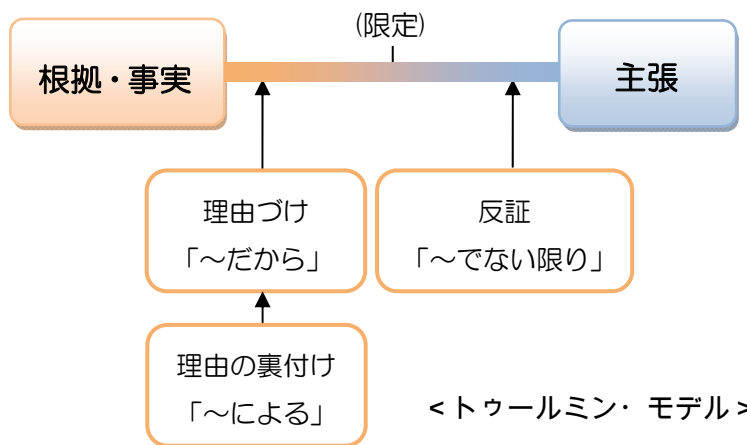 (限定)
根拠・事実
主張
理由づけ
「～だから」
反証
「～でない限り」
理由の裏付け
「～による」
<トゥールミン・モデル>